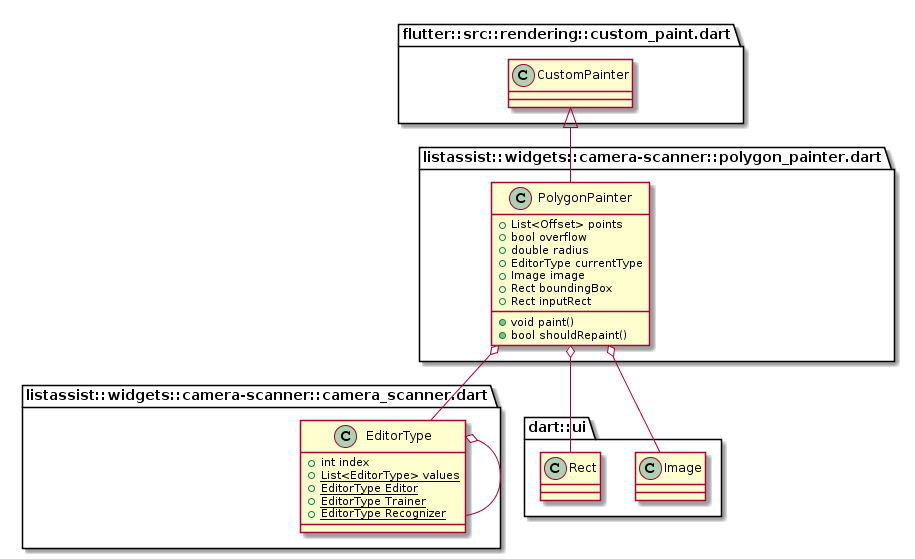 flutter::src::rendering::custom_paint.dart
C CustomPainter
listassist::widgets::camera-scanner::polygon_painter.dart
C PolygonPainter
List<Offset> points
bool overflow
double radius
EditorType currentType
Image image
Rect boundingBox
Rect inputRect
void paint()
bool shouldRepaint()
listassist::widgets::camera-scanner::camera_scanner.dart
C EditorType
int index
List<EditorType> values
EditorType Editor
EditorType Trainer
EditorType Recognizer
dart::ui
C Rect
C Image